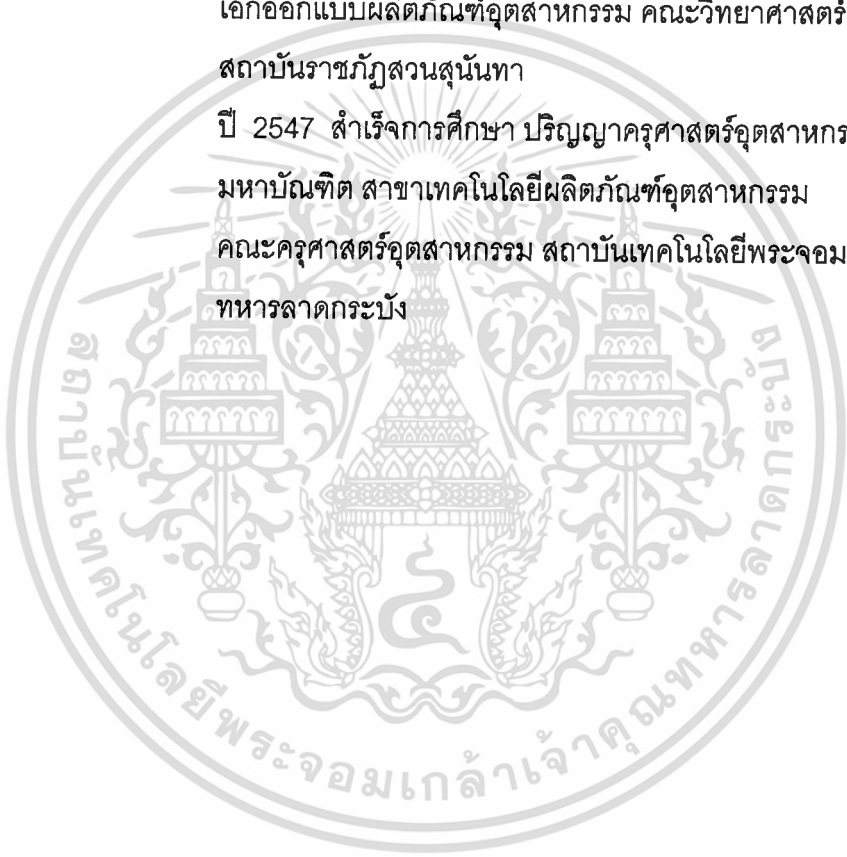 เอกออกแบบผลิตภัณฑ์อุตสาหกรรม คณะวิทยาศาสตร์
สถาบันราชภัฏสวนสุนันทา
ปี 2547 สำเร็จการศึกษา ปริญญาครุศาสตร์อุตสาหกร
มหาบัณฑิต สาขาเทคโนโลยีผลิตภัณฑ์อุตสาหกรรม
คณะครุศาสตร์อุตสาหกรรม สถาบันเทคโนโลยีพระจอม
ทหารลาดกระบัง
สถาบันเทคโนโลยีพระจอมเกล้าเจ้าคุณทหารลาดกระบัง
๔